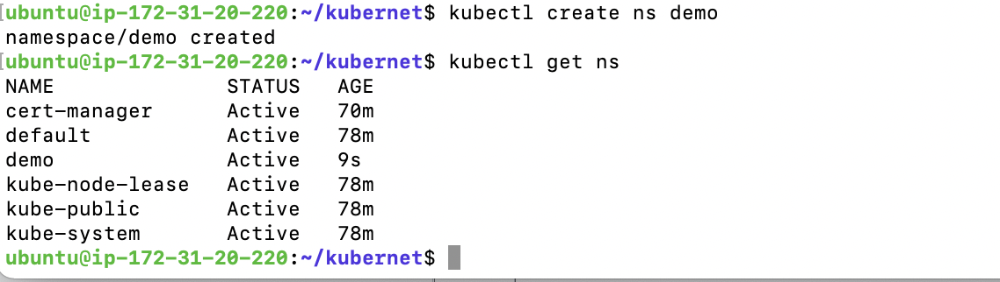 [ubuntu@ip-172-31-20-220:~/kubernet$ kubectl create ns demo
namespace/demo created
[ubuntu@ip-172-31-20-220:~/kubernet$ kubectl get ns
NAME              STATUS   AGE
cert-manager      Active   70m
default           Active   78m
demo              Active   9s
kube-node-lease   Active   78m
kube-public       Active   78m
kube-system       Active   78m
ubuntu@ip-172-31-20-220:~/kubernet$